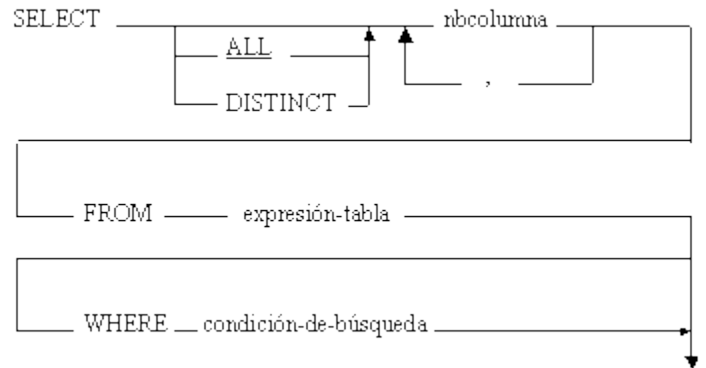 SELECT nbcolumna
ALL
,
DISTINCT
FROM expresión-tabla
WHERE condición-de-búsqueda